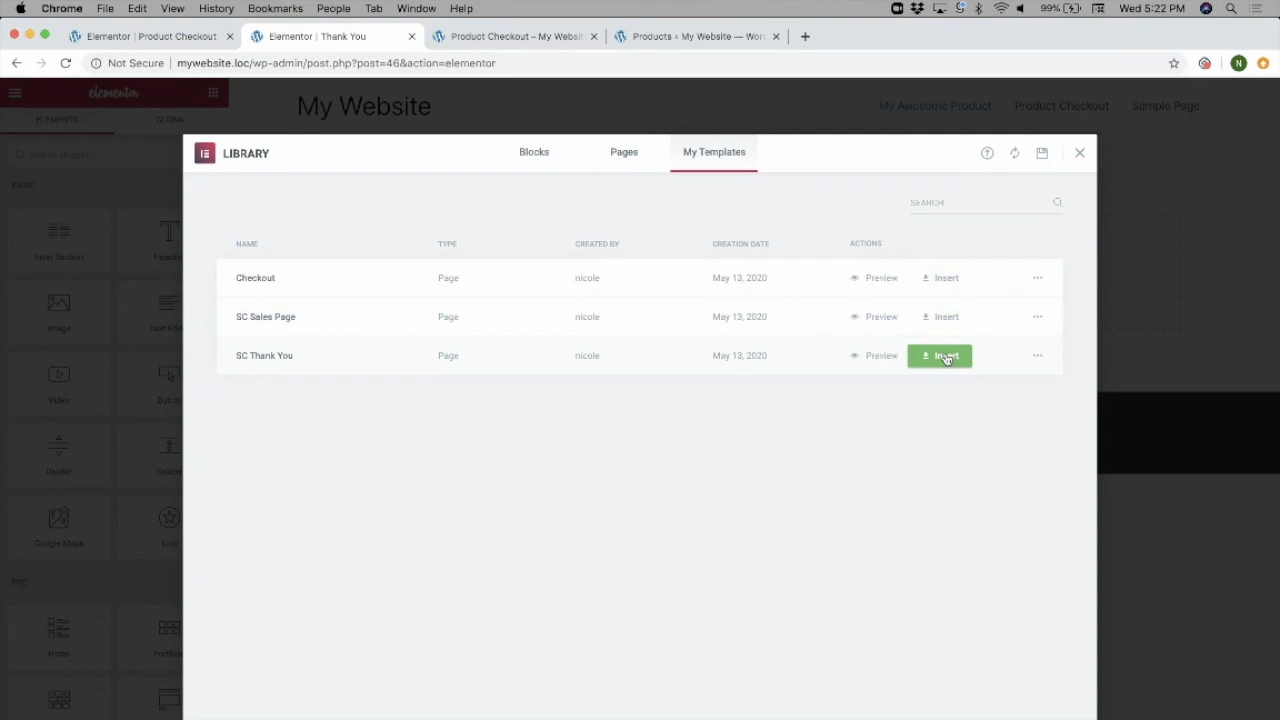 Chrome File Edit View History Bookmarks People Tab Window Help 99% Wed 5:22 PM
Elementor | Product Checkout Elementor | Thank You Product Checkout – My Websit Products ‹ My Website — Wor
Not Secure mywebsite.loc/wp-admin/post.php?post=46&action=elementor N
elementor
My Website My Awesome Product Product Checkout Sample Page
ELEMENTS GLOBAL
LIBRARY Blocks Pages My Templates
Search Widget...
BASIC
SEARCH
NAME TYPE CREATED BY CREATION DATE ACTIONS
Inner Section Headin
Checkout Page nicole May 13, 2020 Preview Insert
SC Sales Page Page nicole May 13, 2020 Preview Insert
Image Text Edit
SC Thank You Page nicole May 13, 2020 Preview Insert
Video Button
Divider Spacer
Google Maps Icon
PRO
Posts Portfolio